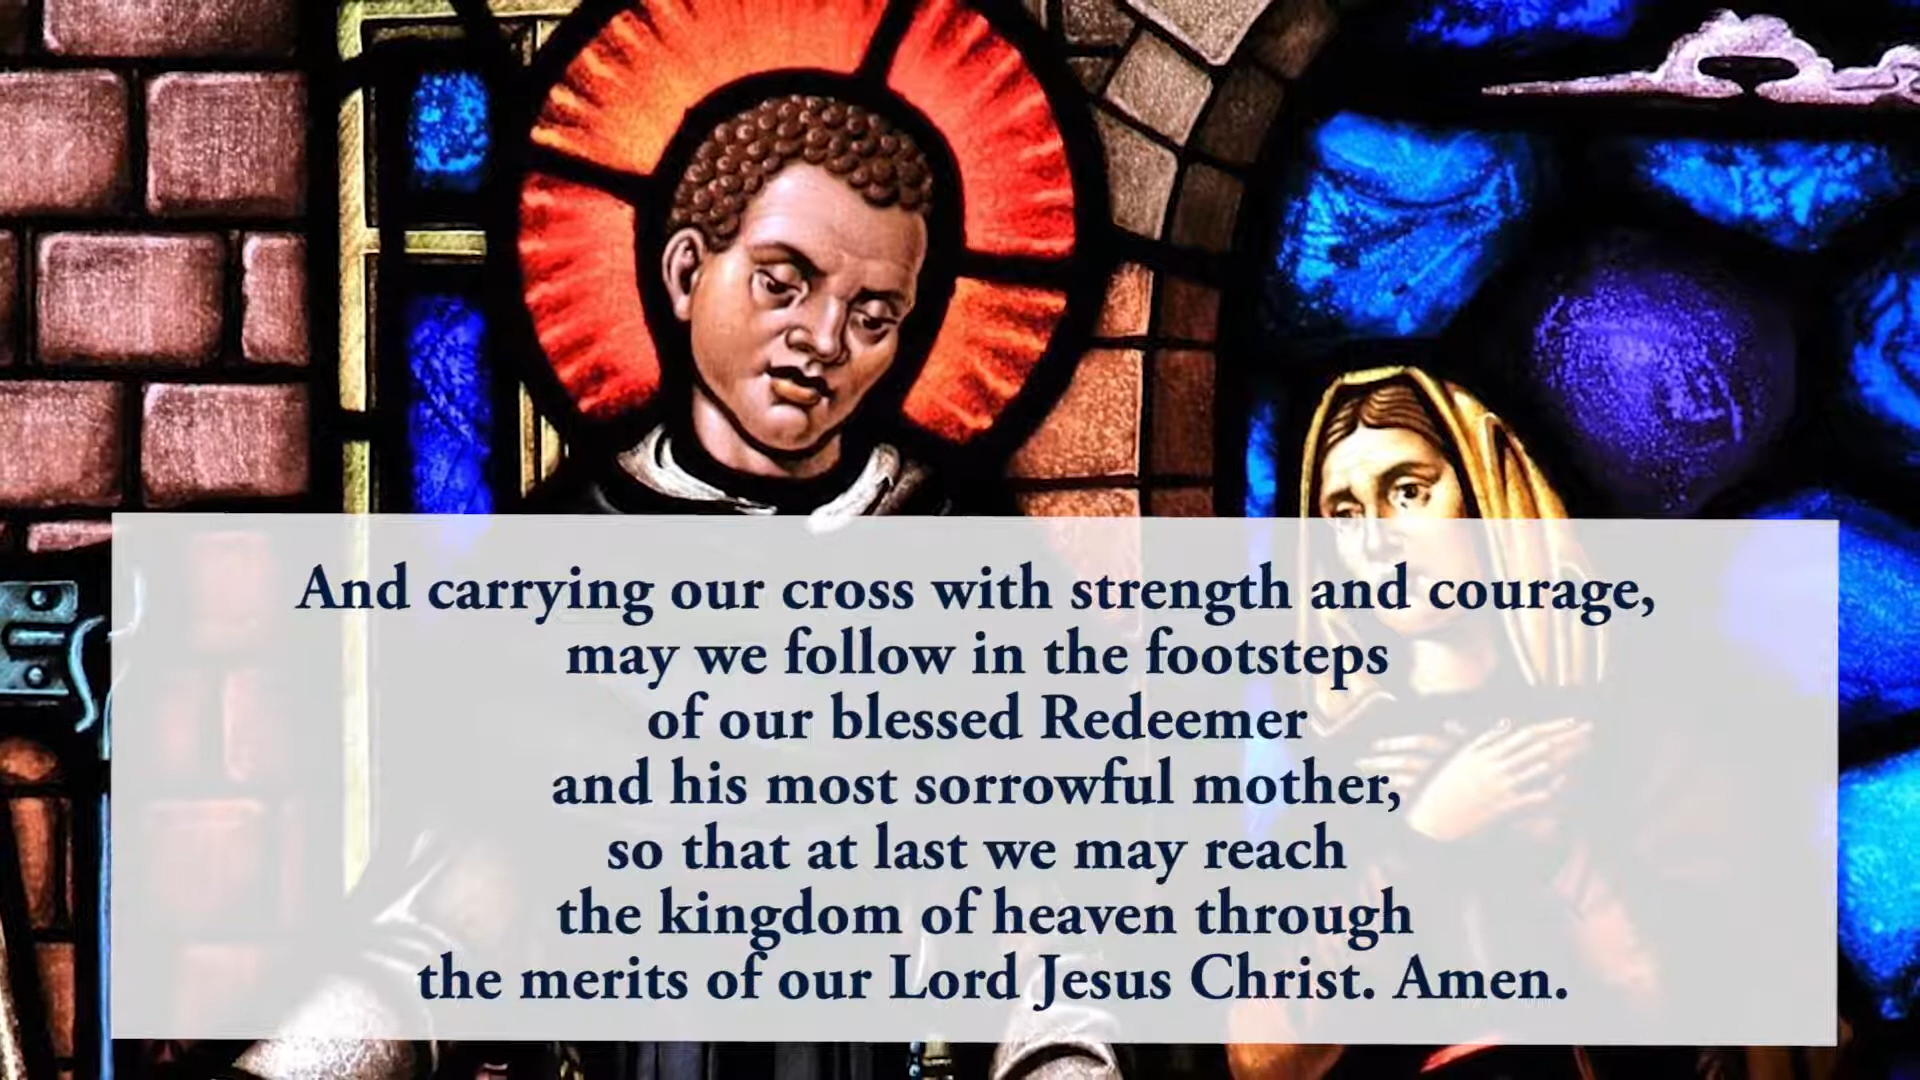 And carrying our cross with strength and courage,
may we follow in the footsteps
of our blessed Redeemer
and his most sorrowful mother,
so that at last we may reach
the kingdom of heaven through
the merits of our Lord Jesus Christ. Amen.